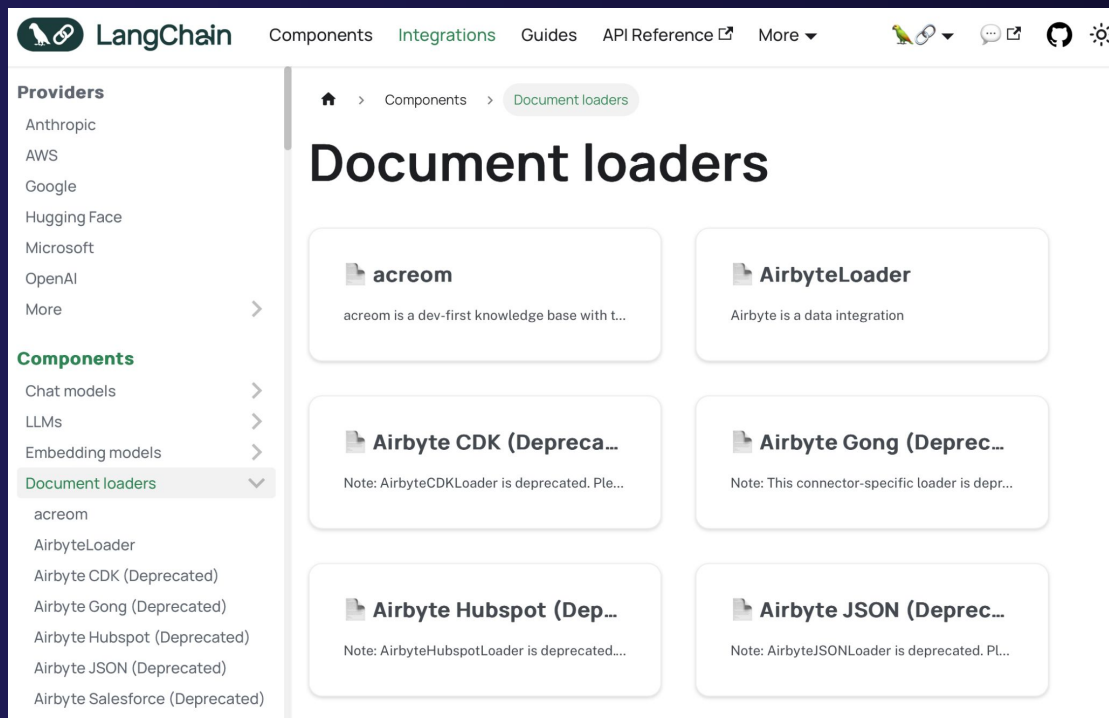 LangChain
Components Integrations Guides API Reference More
Providers
Anthropic
AWS
Google
Hugging Face
Microsoft
OpenAI
More
Components
Chat models
LLMs
Embedding models
Document loaders
acreom
AirbyteLoader
Airbyte CDK (Deprecated)
Airbyte Gong (Deprecated)
Airbyte Hubspot (Deprecated)
Airbyte JSON (Deprecated)
Airbyte Salesforce (Deprecated)
Components Document loaders
Document loaders
acreom
acreom is a dev-first knowledge base with t...
AirbyteLoader
Airbyte is a data integration
Airbyte CDK (Depreca...
Note: AirbyteCDKLoader is deprecated. Ple...
Airbyte Gong (Deprec...
Note: This connector-specific loader is depr...
Airbyte Hubspot (Dep...
Note: AirbyteHubspotLoader is deprecated....
Airbyte JSON (Deprec...
Note: AirbyteJSONLoader is deprecated. Pl...